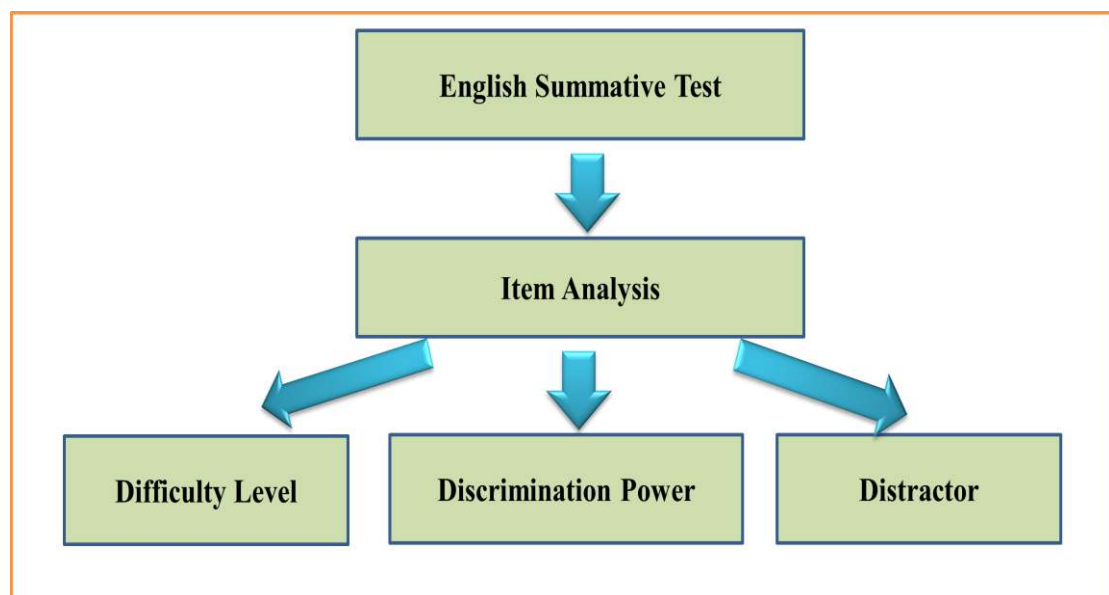 English Summative Test
Item Analysis
Difficulty Level
Discrimination Power
Distractor